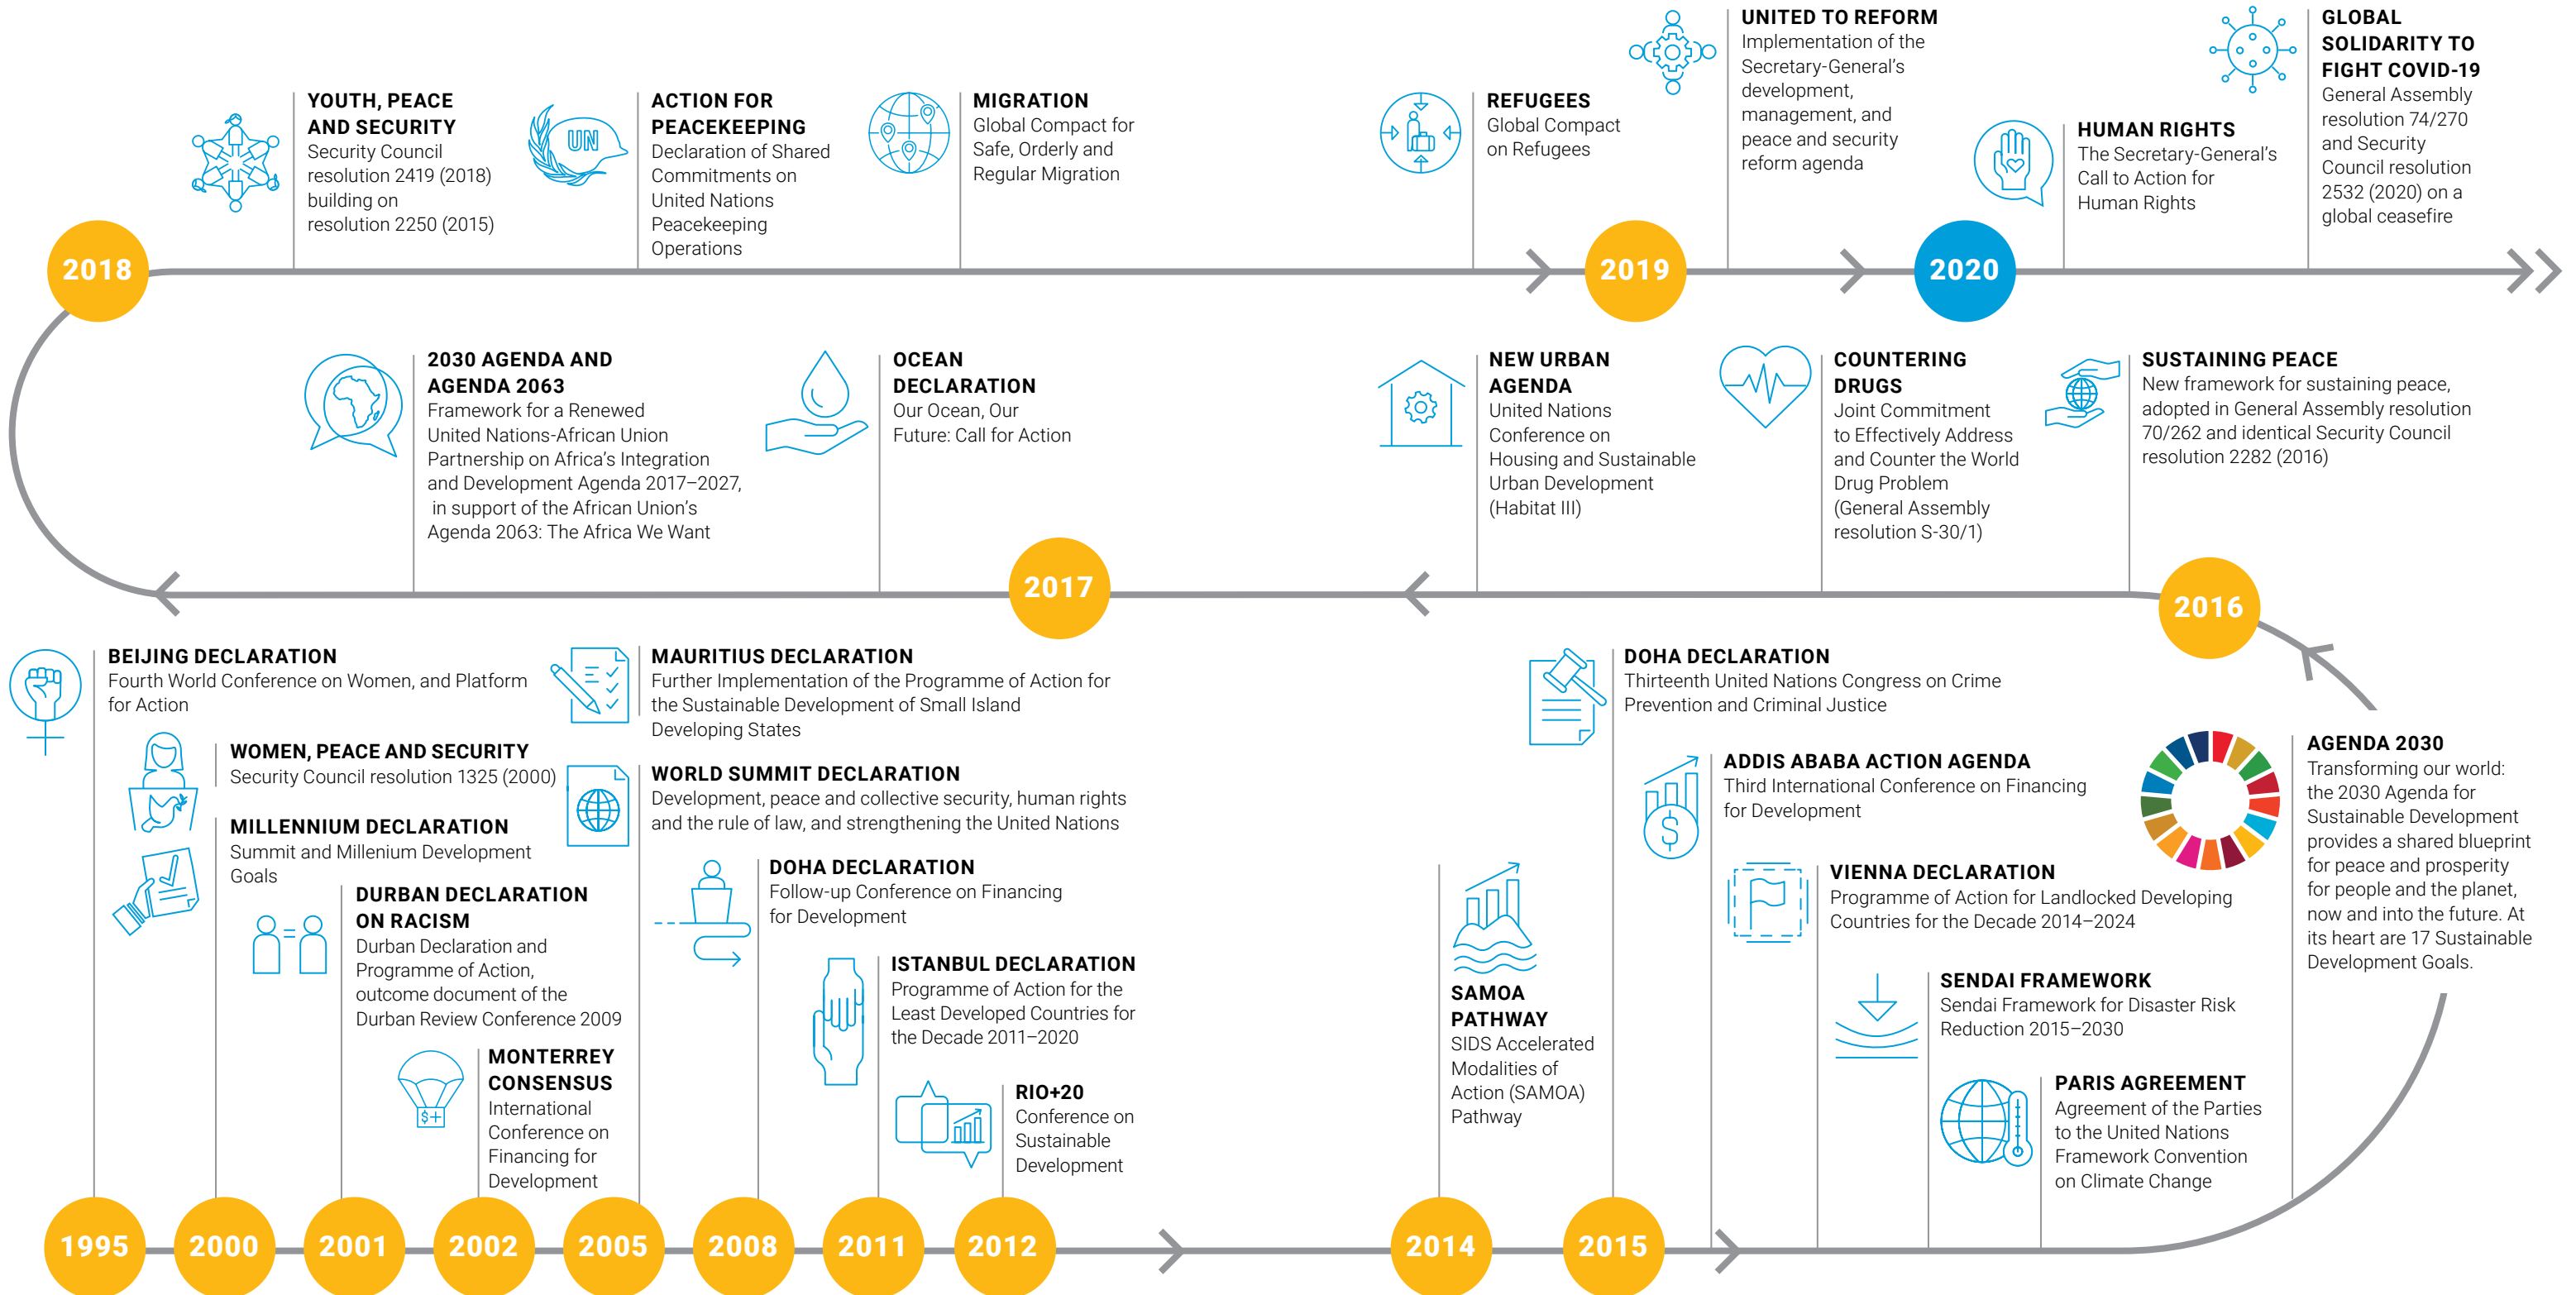 YOUTH, PEACE
AND SECURITY
Security Council
resolution 2419 (2018)
building on
resolution 2250 (2015)
UN
ACTION FOR
PEACEKEEPING
Declaration of Shared
Commitments on
United Nations
Peacekeeping
Operations
MIGRATION
Global Compact for
Safe, Orderly and
Regular Migration
REFUGEES
Global Compact
on Refugees
UNITED TO REFORM
Implementation of the
Secretary-General’s
development,
management, and
peace and security
reform agenda
HUMAN RIGHTS
The Secretary-General’s
Call to Action for
Human Rights
GLOBAL
SOLIDARITY TO
FIGHT COVID-19
General Assembly
resolution 74/270
and Security
Council resolution
2532 (2020) on a
global ceasefire
2018
2019
2020
2030 AGENDA AND
AGENDA 2063
Framework for a Renewed
United Nations-African Union
Partnership on Africa’s Integration
and Development Agenda 2017–2027,
in support of the African Union’s
Agenda 2063: The Africa We Want
OCEAN
DECLARATION
Our Ocean, Our
Future: Call for Action
NEW URBAN
AGENDA
United Nations
Conference on
Housing and Sustainable
Urban Development
(Habitat III)
COUNTERING
DRUGS
Joint Commitment
to Effectively Address
and Counter the World
Drug Problem
(General Assembly
resolution S-30/1)
SUSTAINING PEACE
New framework for sustaining peace,
adopted in General Assembly resolution
70/262 and identical Security Council
resolution 2282 (2016)
2017
2016
BEIJING DECLARATION
Fourth World Conference on Women, and Platform
for Action
WOMEN, PEACE AND SECURITY
Security Council resolution 1325 (2000)
MILLENNIUM DECLARATION
Summit and Millenium Development
Goals
DURBAN DECLARATION
ON RACISM
Durban Declaration and
Programme of Action,
outcome document of the
Durban Review Conference 2009
$+
MONTERREY
CONSENSUS
International
Conference on
Financing for
Development
MAURITIUS DECLARATION
Further Implementation of the Programme of Action for
the Sustainable Development of Small Island
Developing States
WORLD SUMMIT DECLARATION
Development, peace and collective security, human rights
and the rule of law, and strengthening the United Nations
DOHA DECLARATION
Follow-up Conference on Financing
for Development
ISTANBUL DECLARATION
Programme of Action for the
Least Developed Countries for
the Decade 2011–2020
RIO+20
Conference on
Sustainable
Development
SAMOA
PATHWAY
SIDS Accelerated
Modalities of
Action (SAMOA)
Pathway
DOHA DECLARATION
Thirteenth United Nations Congress on Crime
Prevention and Criminal Justice
$
ADDIS ABABA ACTION AGENDA
Third International Conference on Financing
for Development
VIENNA DECLARATION
Programme of Action for Landlocked Developing
Countries for the Decade 2014–2024
SENDAI FRAMEWORK
Sendai Framework for Disaster Risk
Reduction 2015–2030
PARIS AGREEMENT
Agreement of the Parties
to the United Nations
Framework Convention
on Climate Change
AGENDA 2030
Transforming our world:
the 2030 Agenda for
Sustainable Development
provides a shared blueprint
for peace and prosperity
for people and the planet,
now and into the future. At
its heart are 17 Sustainable
Development Goals.
1995
2000
2001
2002
2005
2008
2011
2012
2014
2015